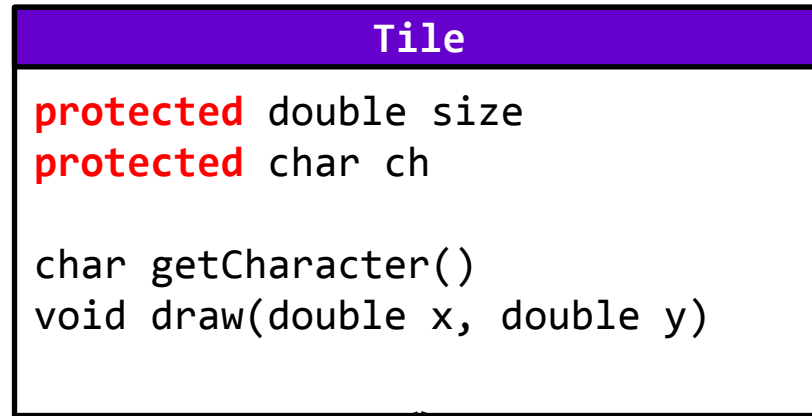 Tile
protected double size
protected char ch
char getCharacter()
void draw(double x, double y)